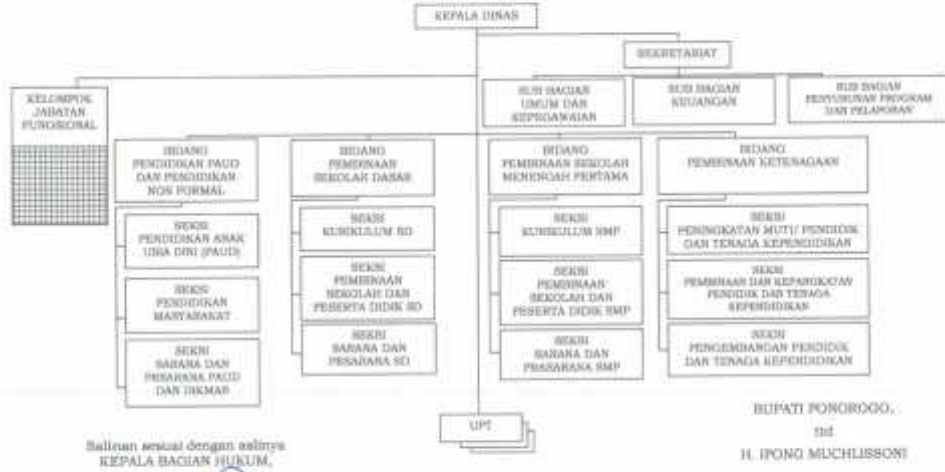 KEPALA DINAS
SEKRETARIAT
KELOMPOK
JABATAN
FUNGSIONAL
SUB BAGIAN
UMUM DAN
KEPEGAWAIAN
SUB BAGIAN
KEUANGAN
SUB BAGIAN
PENYUSUNAN PROGRAM
DAN PELAPORAN
BIDANG
PENDIDIKAN PAUD
DAN PENDIDIKAN
NON FORMAL
SEKSI
PENDIDIKAN ANAK
USIA DINI (PAUD)
SEKSI
PENDIDIKAN
MASYARAKAT
SEKSI
SARANA DAN
PRASARANA PAUD
DAN DIKMAS
BIDANG
PEMBINAAN
SEKOLAH DASAR
SEKSI
KURIKULUM SD
SEKSI
PEMBINAAN
SEKOLAH DAN
PESERTA DIDIK SD
SEKSI
SARANA DAN
PRASARANA SD
BIDANG
PEMBINAAN SEKOLAH
MENENGAH PERTAMA
SEKSI
KURIKULUM SMP
SEKSI
PEMBINAAN
SEKOLAH DAN
PESERTA DIDIK SMP
SEKSI
SARANA DAN
PRASARANA SMP
BIDANG
PEMBINAAN KETENAGAAN
SEKSI
PENINGKATAN MUTU PENDIDIK
DAN TENAGA KEPENDIDIKAN
SEKSI
PEMBINAAN DAN KEPANGKATAN
PENDIDIK DAN TENAGA
KEPENDIDIKAN
SEKSI
PENGEMBANGAN PENDIDIK
DAN TENAGA KEPENDIDIKAN
UPT
BUPATI PONOROGO,
ttd
H. IPONG MUCHLISSONI
Salinan sesuai dengan aslinya
KEPALA BAGIAN HUKUM,